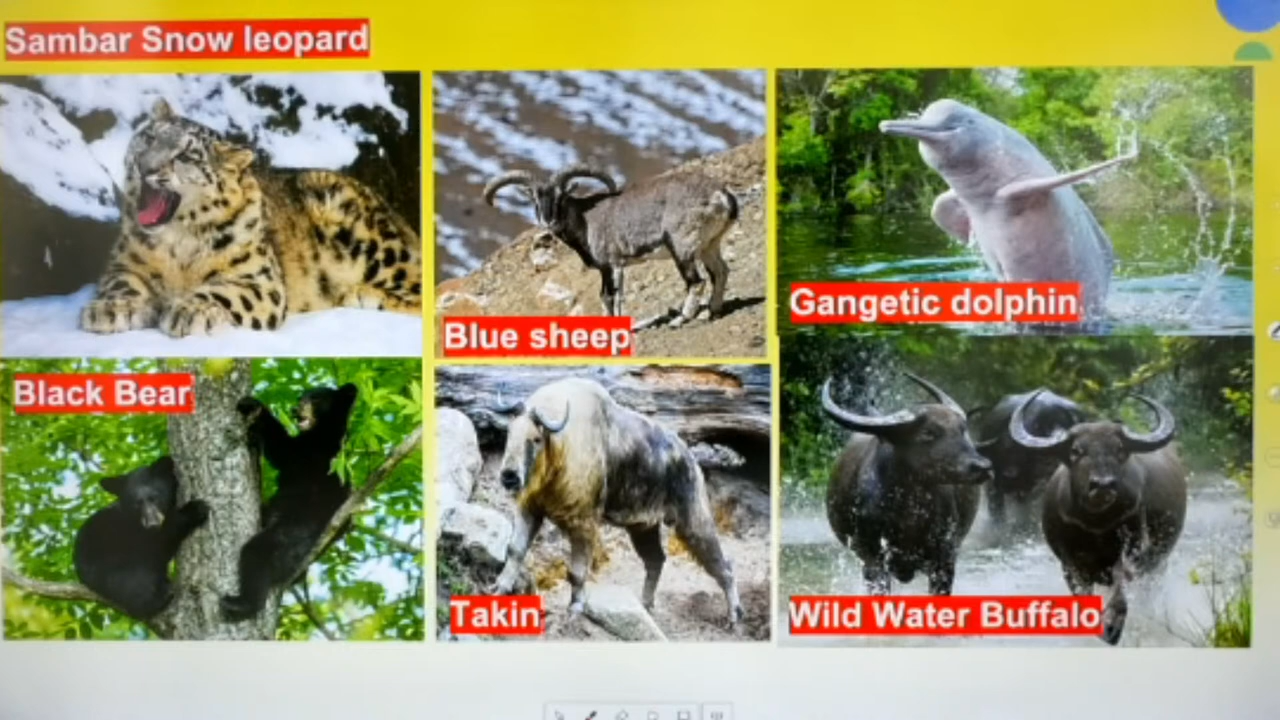 Sambar Snow leopard
Blue sheep
Gangetic dolphin
Black Bear
Takin
Wild Water Buffalo